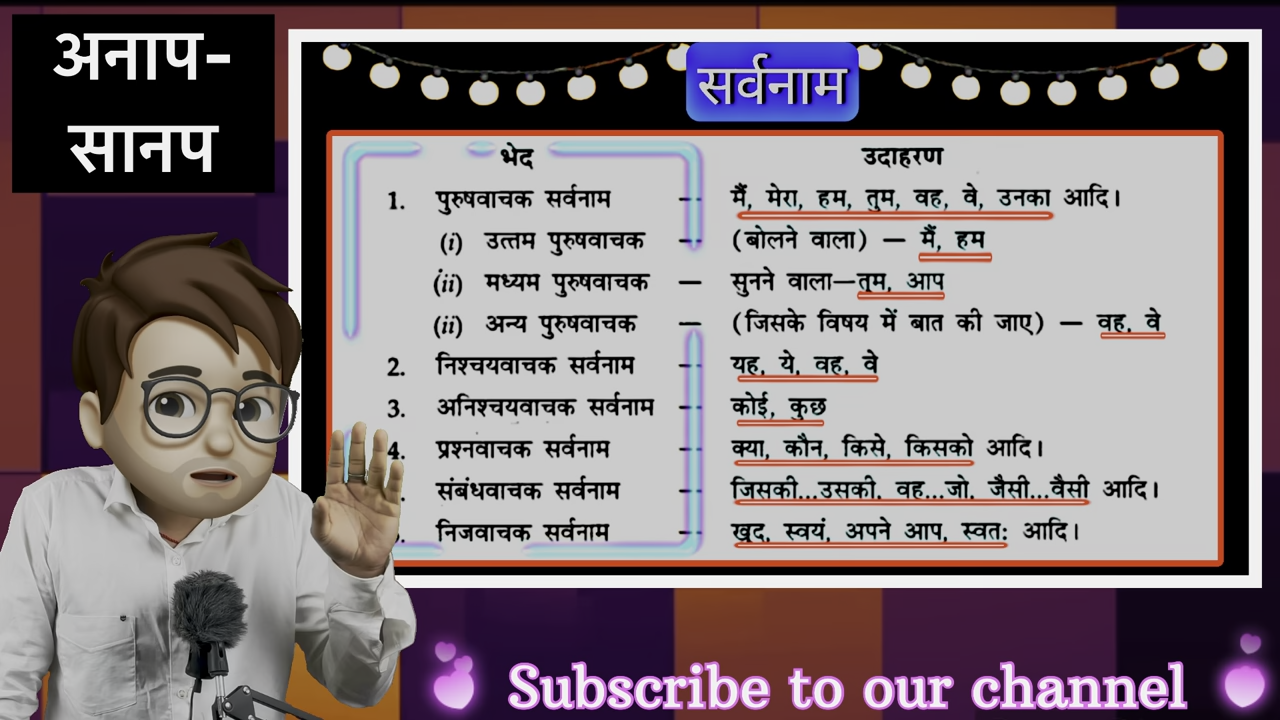 अनाप-
सानप
सर्वनाम
भेद उदाहरण
1. पुरुषवाचक सर्वनाम -- मैं, मेरा, हम, तुम, वह, वे, उनका आदि।
(i) उत्तम पुरुषवाचक — (बोलने वाला) — मैं, हम
(ii) मध्यम पुरुषवाचक — सुनने वाला—तुम, आप
(ii) अन्य पुरुषवाचक — (जिसके विषय में बात की जाए) — वह, वे
2. निश्चयवाचक सर्वनाम यह, ये, वह, वे
3. अनिश्चयवाचक सर्वनाम -- कोई, कुछ
4. प्रश्नवाचक सर्वनाम -- क्या, कौन, किसे, किसको आदि।
संबंधवाचक सर्वनाम -- जिसकी...उसकी, वह...जो, जैसी...वैसी आदि।
निजवाचक सर्वनाम -- खुद, स्वयं, अपने आप, स्वत: आदि।
Subscribe to our channel